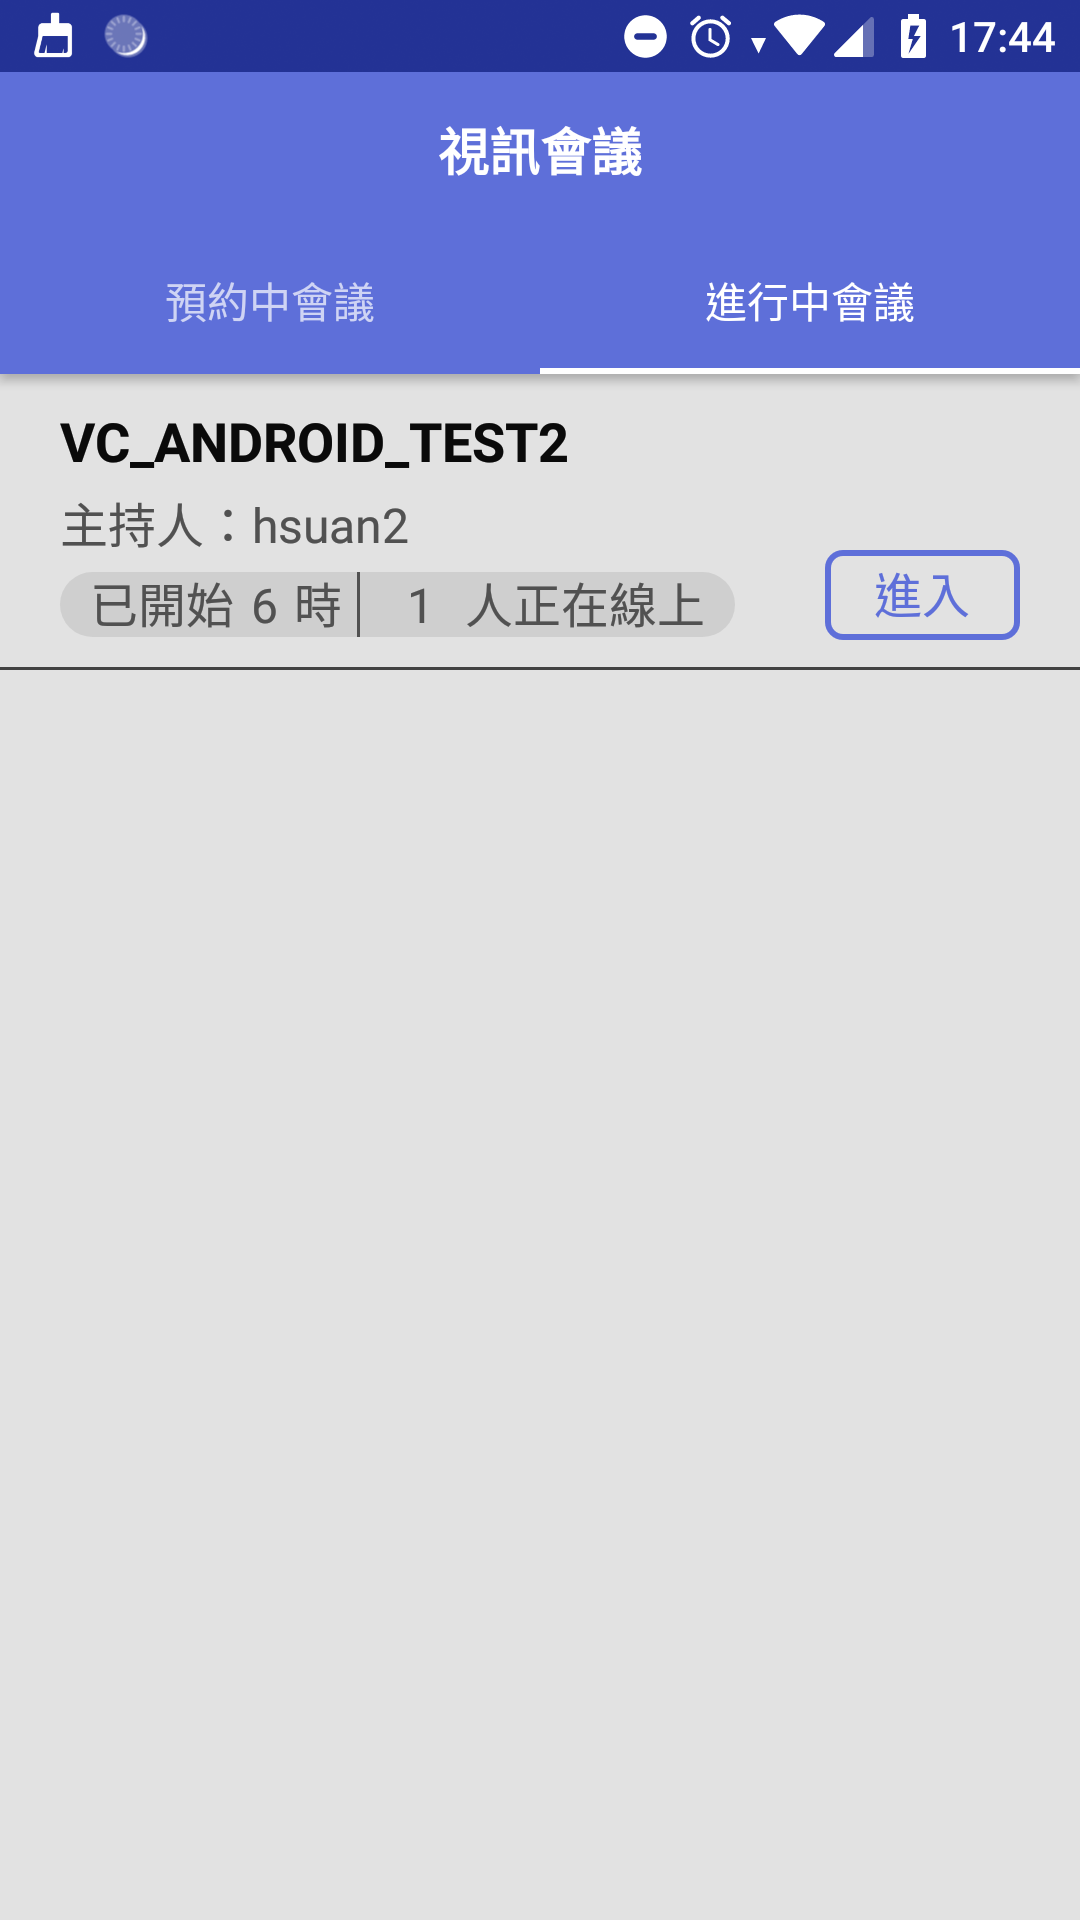 17:44
視訊會議
預約中會議
進行中會議
VC_ANDROID_TEST2
主持人：hsuan2
已開始 6 時
1 人正在線上
進入